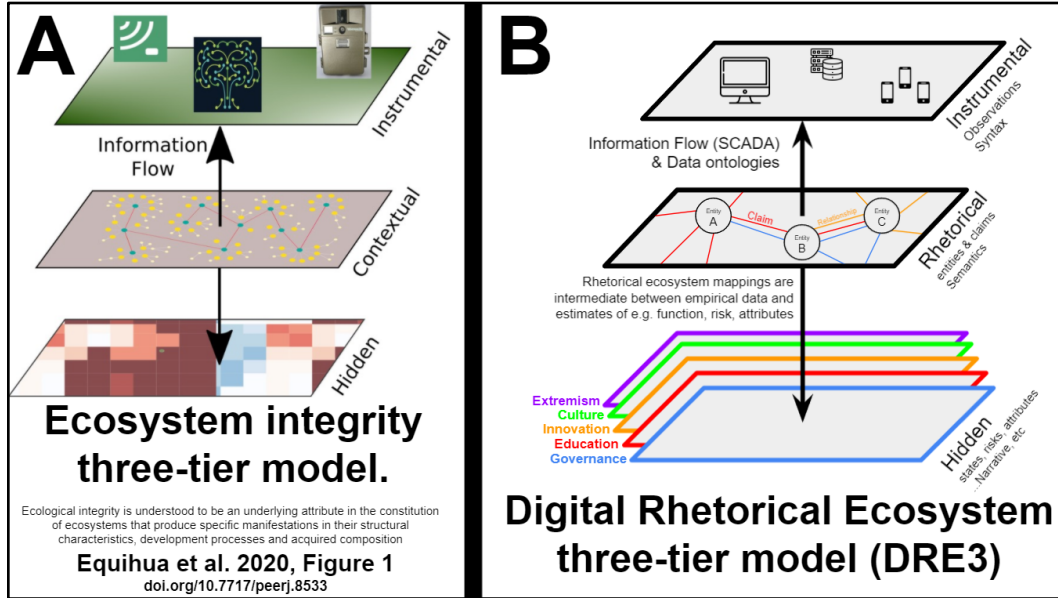 A
Instrumental
Information
Flow
Contextual
Hidden
Ecosystem integrity
three-tier model.
Ecological integrity is understood to be an underlying attribute in the constitution
of ecosystems that produce specific manifestations in their structural
characteristics, development processes and acquired composition
Equihua et al. 2020, Figure 1
doi.org/10.7717/peerj.8533
B
Instrumental
Observations
Syntax
Information Flow (SCADA)
& Data ontologies
Entity
A
Claim
Entity
B
Relationship
Entity
C
Rhetorical
entities & claims
Semantics
Rhetorical ecosystem mappings are
intermediate between empirical data and
estimates of e.g. function, risk, attributes
Extremism
Culture
Innovation
Education
Governance
Hidden
states, risks, attributes
...Narrative, etc
Digital Rhetorical Ecosystem
three-tier model (DRE3)